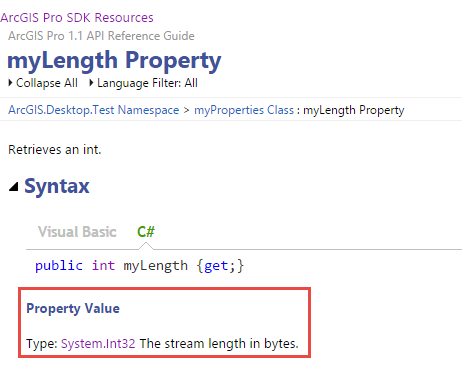 ArcGIS Pro SDK Resources
ArcGIS Pro 1.1 API Reference Guide
myLength Property
Collapse All Language Filter: All
ArcGIS.Desktop.Test Namespace > myProperties Class : myLength Property
Retrieves an int.
Syntax
Visual Basic C#
public int myLength {get;}
Property Value
Type: System.Int32 The stream length in bytes.